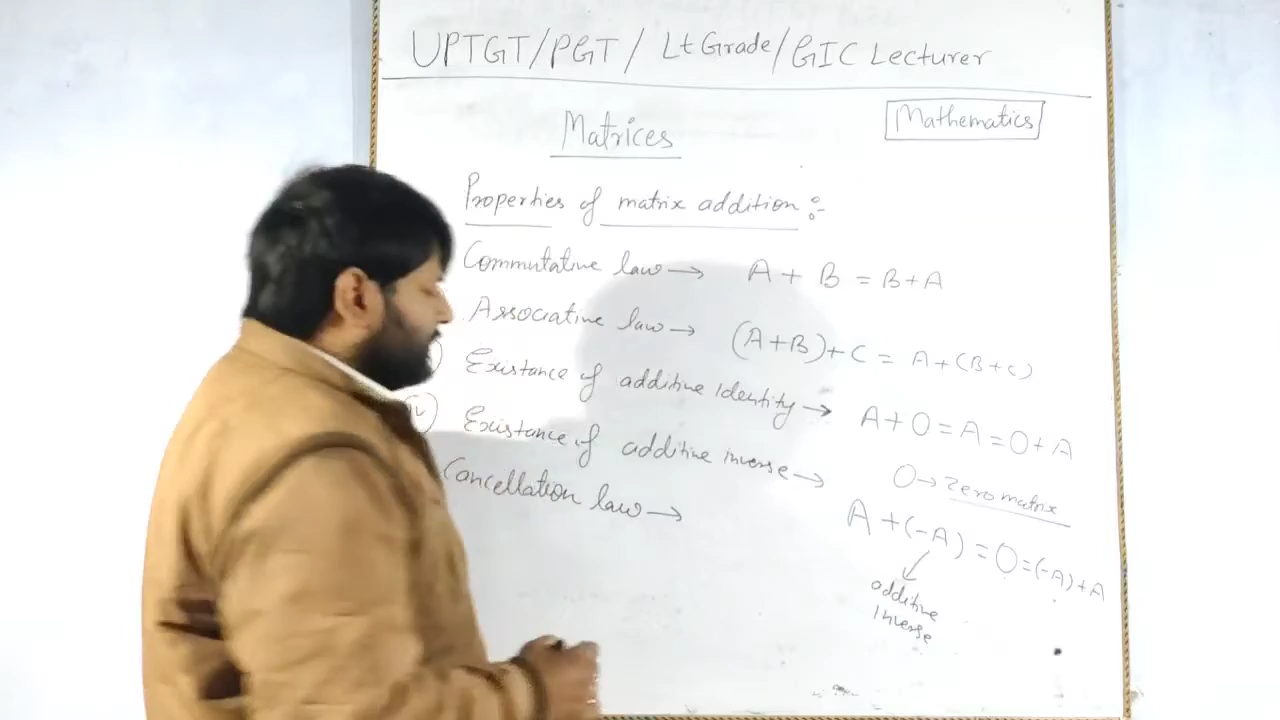 UPTGT/PGT/ Lt Grade/GIC Lecturer
Mathematics
Matrices
Properties of matrix addition :-
Commutative law → A + B = B + A
Associative law → (A+B)+C = A+(B+C)
Existance of additive Identity → A+O=A=O+A
O→ Zero matrix
Existance of additive inverse →
A +(-A) = O=(-A)+A
additive
Inverse
Cancellation law →